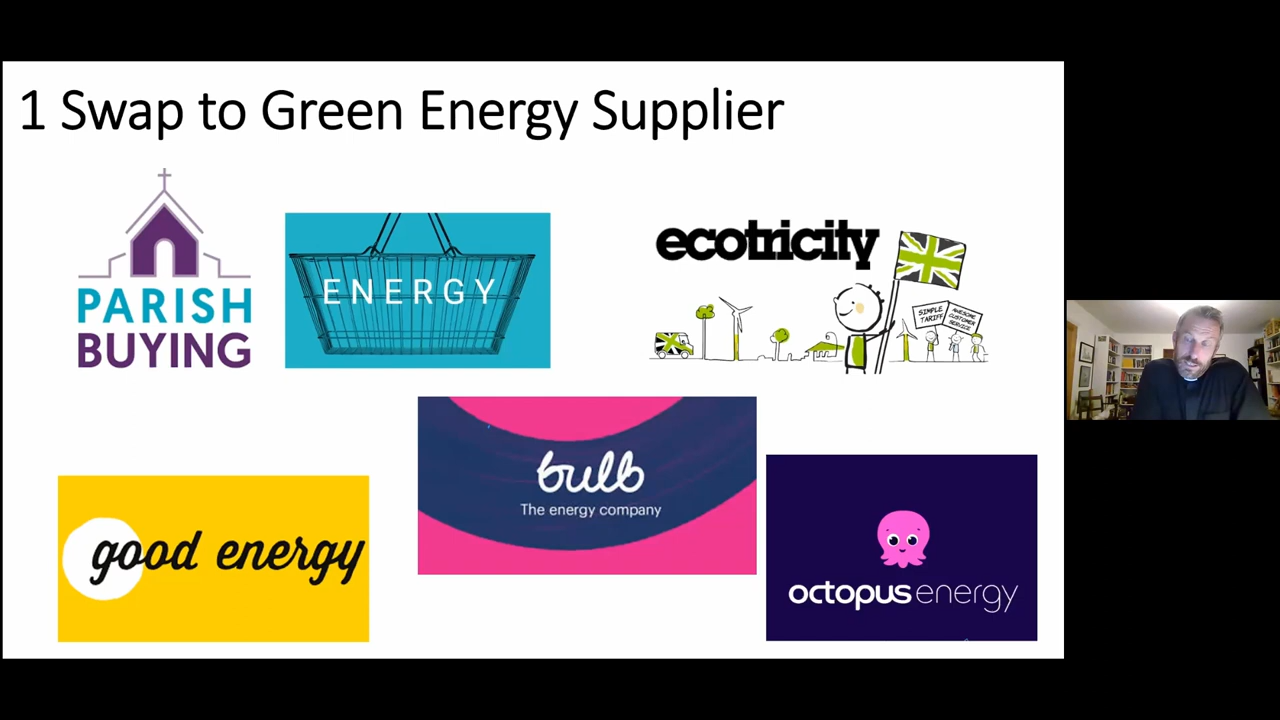 1 Swap to Green Energy Supplier
PARISH
BUYING
ENERGY
ecotricity
SIMPLE
TARIFF
AWESOME
CUSTOMER
SERVICE
bulb
The energy company
good energy
octopus energy